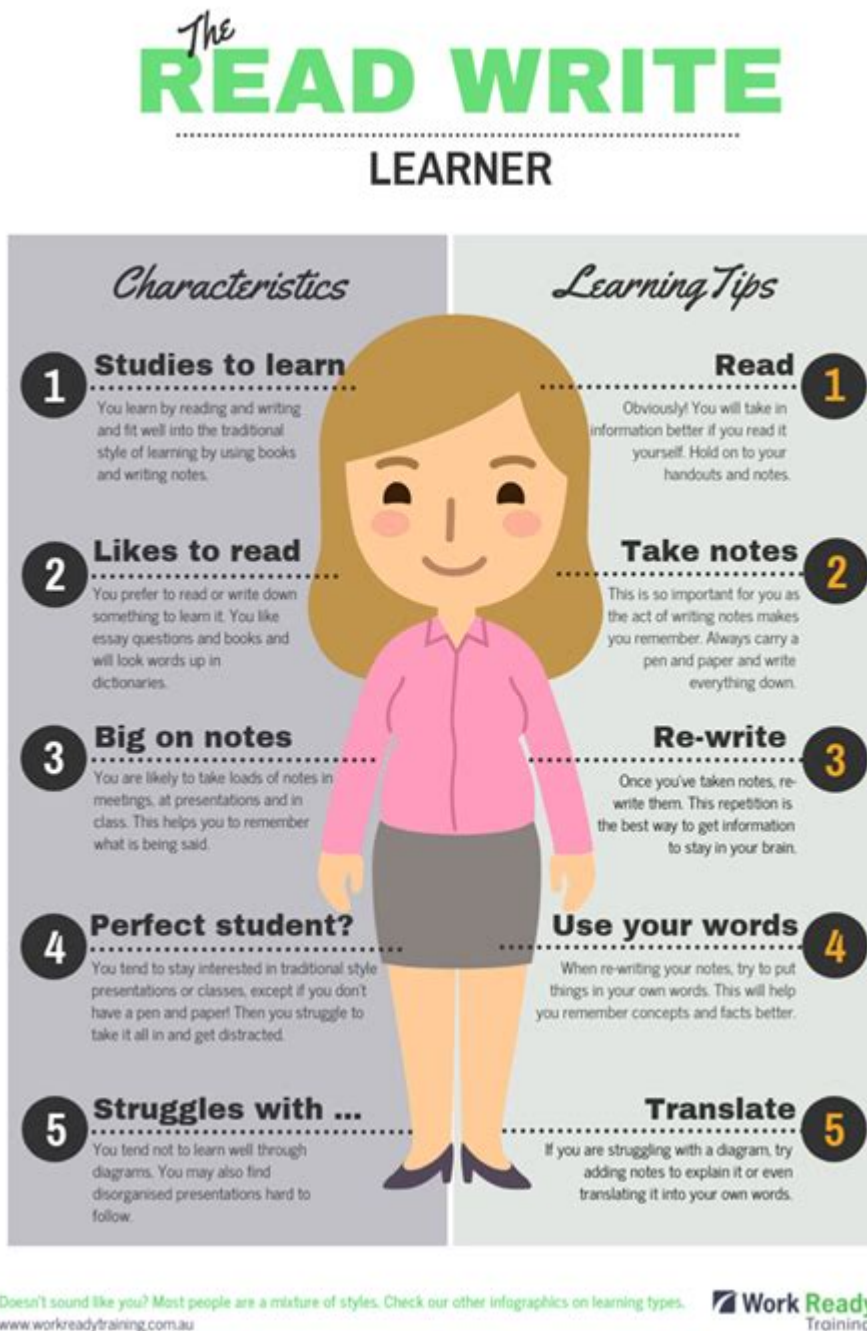 The
READ WRITE
LEARNER
Characteristics
1
Studies to learn
You learn by reading and writing
and fit well into the traditional
style of learning by using books
and writing notes.
2
Likes to read
You prefer to read or write down
something to learn it. You like
essay questions and books and
will look words up in
dictionaries.
3
Big on notes
You are likely to take loads of notes in
meetings, at presentations and in
class. This helps you to remember
what is being said.
4
Perfect student?
You tend to stay interested in traditional style
presentations or classes, except if you don't
have a pen and paper! Then you struggle to
take it all in and get distracted.
5
Struggles with ...
You tend not to learn well through
diagrams. You may also find
disorganised presentations hard to
follow.
Learning Tips
Read
1
Obviously! You will take in
information better if you read it
yourself. Hold on to your
handouts and notes.
Take notes
2
This is so important for you as
the act of writing notes makes
you remember. Always carry a
pen and paper and write
everything down.
Re-write
3
Once you've taken notes, re-
write them. This repetition is
the best way to get information
to stay in your brain.
Use your words
4
When re-writing your notes, try to put
things in your own words. This will help
you remember concepts and facts better.
Translate
5
If you are struggling with a diagram, try
adding notes to explain it or even
translating it into your own words.
Doesn't sound like you? Most people are a mixture of styles. Check our other infographics on learning types.
www.workreadytraining.com.au
Work Ready
Training